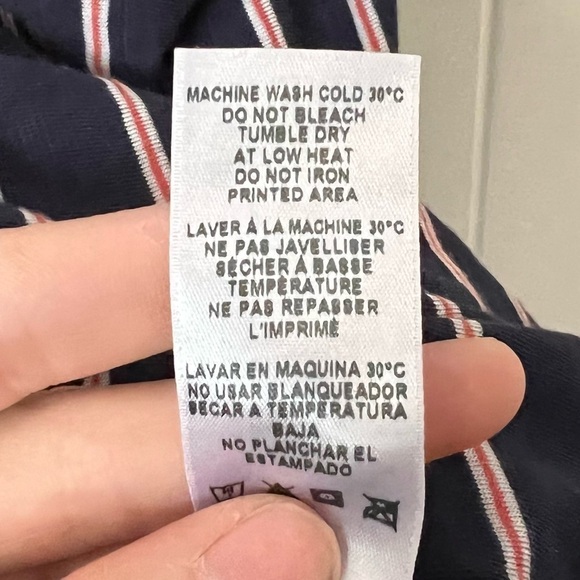 MACHINE WASH COLD 30°C
DO NOT BLEACH
TUMBLE DRY
AT LOW HEAT
DO NOT IRON
PRINTED AREA
LAVER À LA MACHINE 30°C
NE PAS JAVELLISER
SÉCHER À BASSE
TEMPÉRATURE
NE PAS REPASSER
L'IMPRIMÉ
LAVAR EN MAQUINA 30°C
NO USAR BLANQUEADOR
SECAR A TEMPERATURA
BAJA
NO PLANCHAR EL
ESTAMPADO